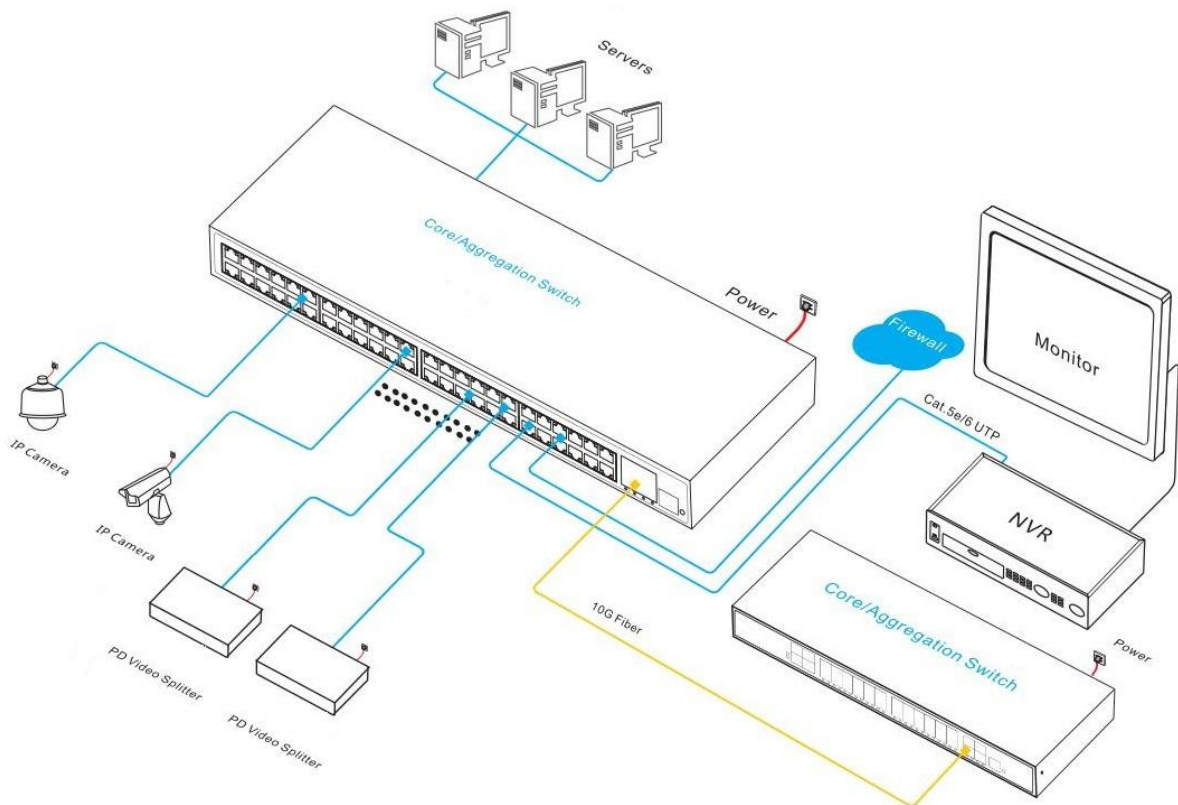 Servers
Core/Aggregation Switch
Power
Firewall
Monitor
Cat.5e/6 UTP
IP Camera
NVR
IP Camera
10G Fiber
Core/Aggregation Switch
Power
PD Video Splitter
PD Video Splitter